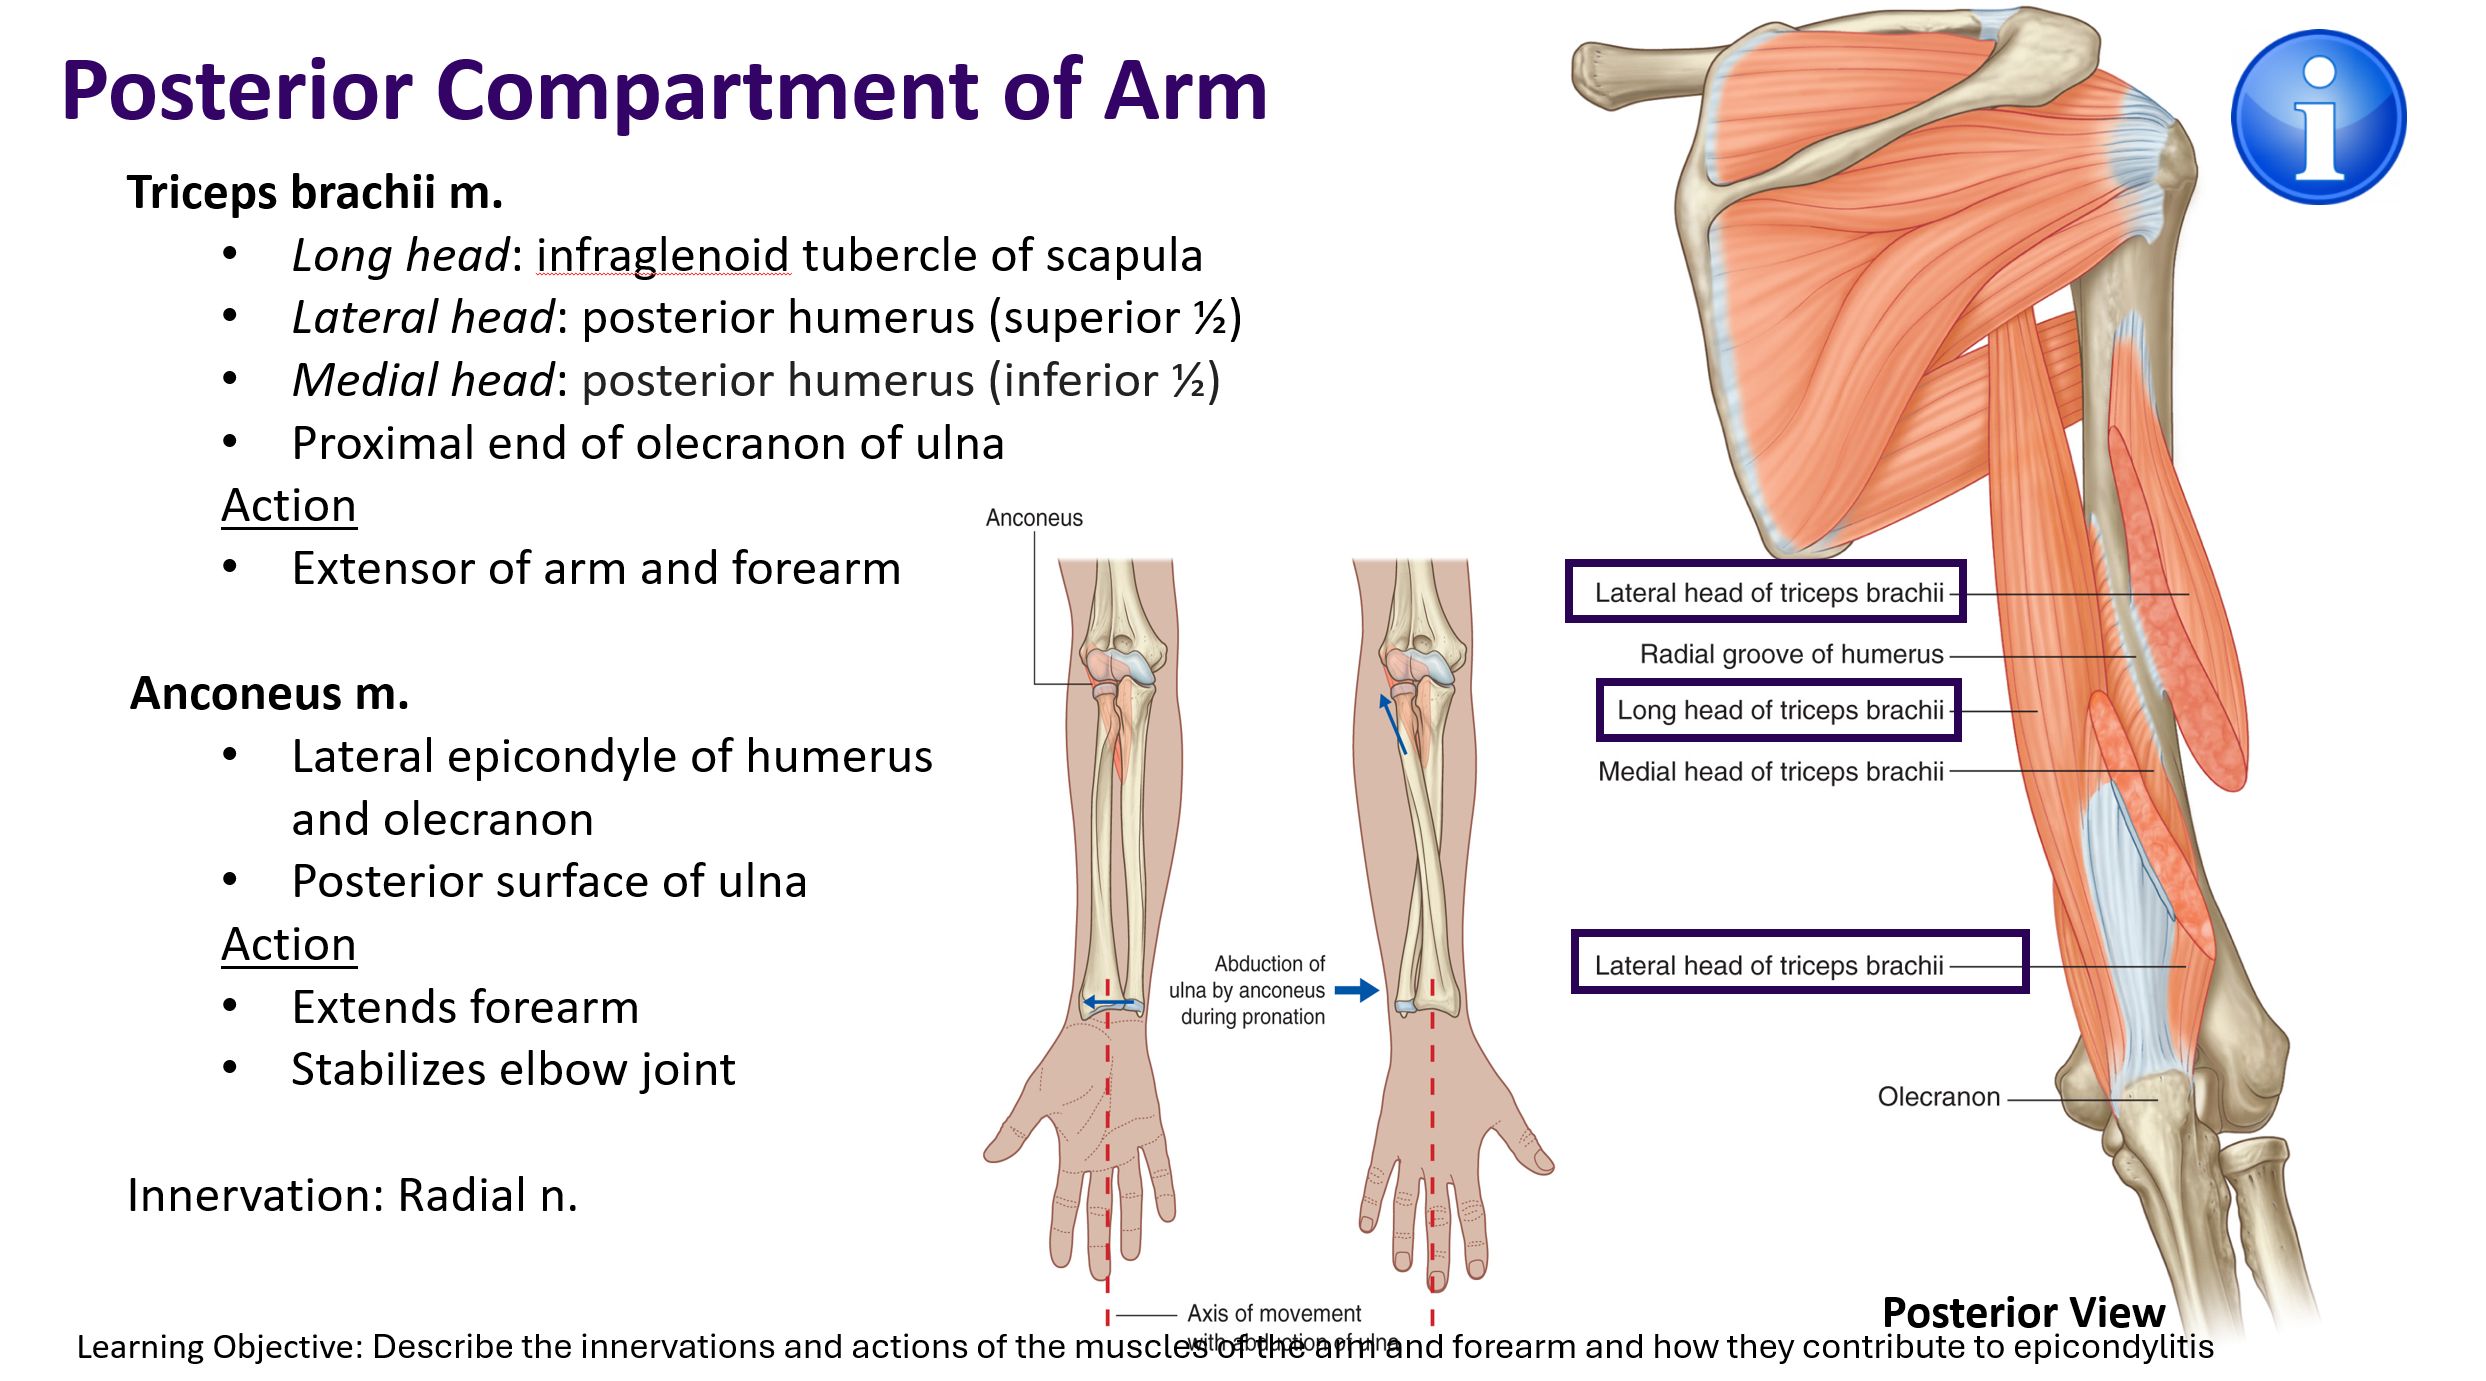 Posterior Compartment of Arm
Triceps brachii m.
• Long head: infraglenoid tubercle of scapula
• Lateral head: posterior humerus (superior ½)
• Medial head: posterior humerus (inferior ½)
• Proximal end of olecranon of ulna
Action
• Extensor of arm and forearm
Anconeus m.
• Lateral epicondyle of humerus
and olecranon
• Posterior surface of ulna
Action
• Extends forearm
• Stabilizes elbow joint
Innervation: Radial n.
Anconeus
Abduction of
ulna by anconeus
during pronation
Axis of movement
with abduction of ulna
Lateral head of triceps brachii
Radial groove of humerus
Long head of triceps brachii
Medial head of triceps brachii
Lateral head of triceps brachii
Olecranon
Posterior View
Learning Objective: Describe the innervations and actions of the muscles of the arm and forearm and how they contribute to epicondylitis